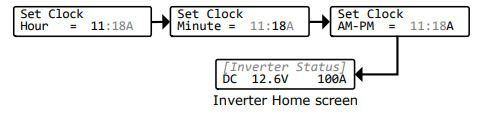 Set Clock
Hour   =  11:18A
Set Clock
Minute =  11:18A
Set Clock
AM-PM  =  11:18A
[Inverter Status]
DC  12.6V    100A
Inverter Home screen